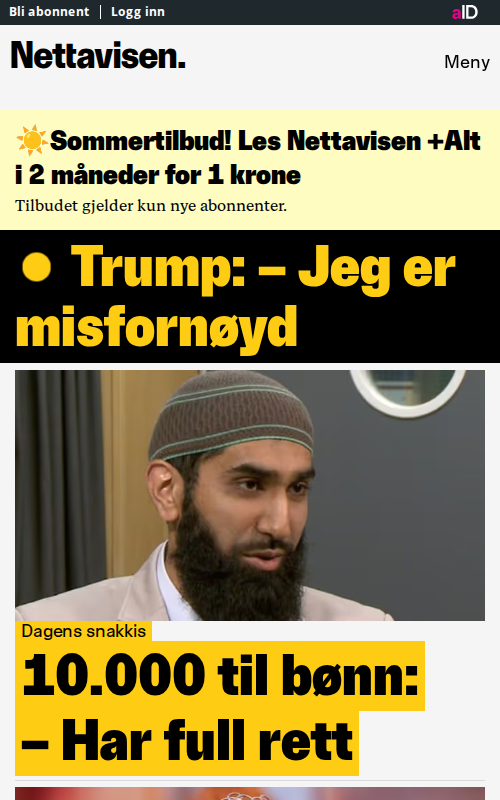 Bli abonnent | Logg inn
aID
Nettavisen.
Meny
☀️Sommertilbud! Les Nettavisen +Alt
i 2 måneder for 1 krone
Tilbudet gjelder kun nye abonnenter.
Trump: – Jeg er
misfornøyd
Dagens snakkis
10.000 til bønn:
– Har full rett